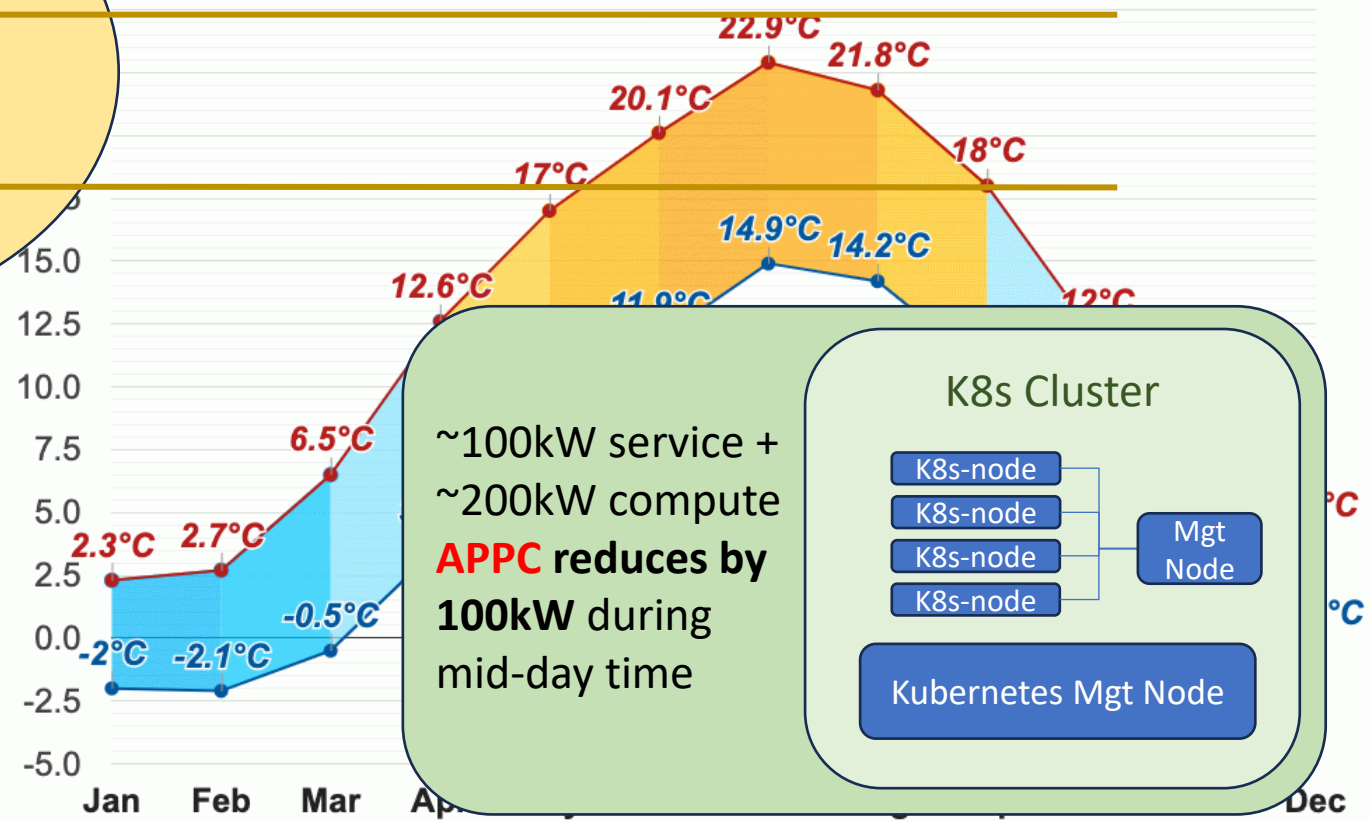 22.9°C
21.8°C
20.1°C
18°C
17°C
14.9°C
14.2°C
15.0
12.6°C
11.9°C
12°C
12.5
10.0
7.5
6.5°C
5.0
2.3°C
2.7°C
2.5
-0.5°C
0.0
-2°C
-2.1°C
-2.5
-5.0
Jan Feb Mar Dec
~100kW service +
~200kW compute
APPC reduces by
100kW during
mid-day time
K8s Cluster
K8s-node
K8s-node
K8s-node
K8s-node
Mgt
Node
Kubernetes Mgt Node
°C
°C